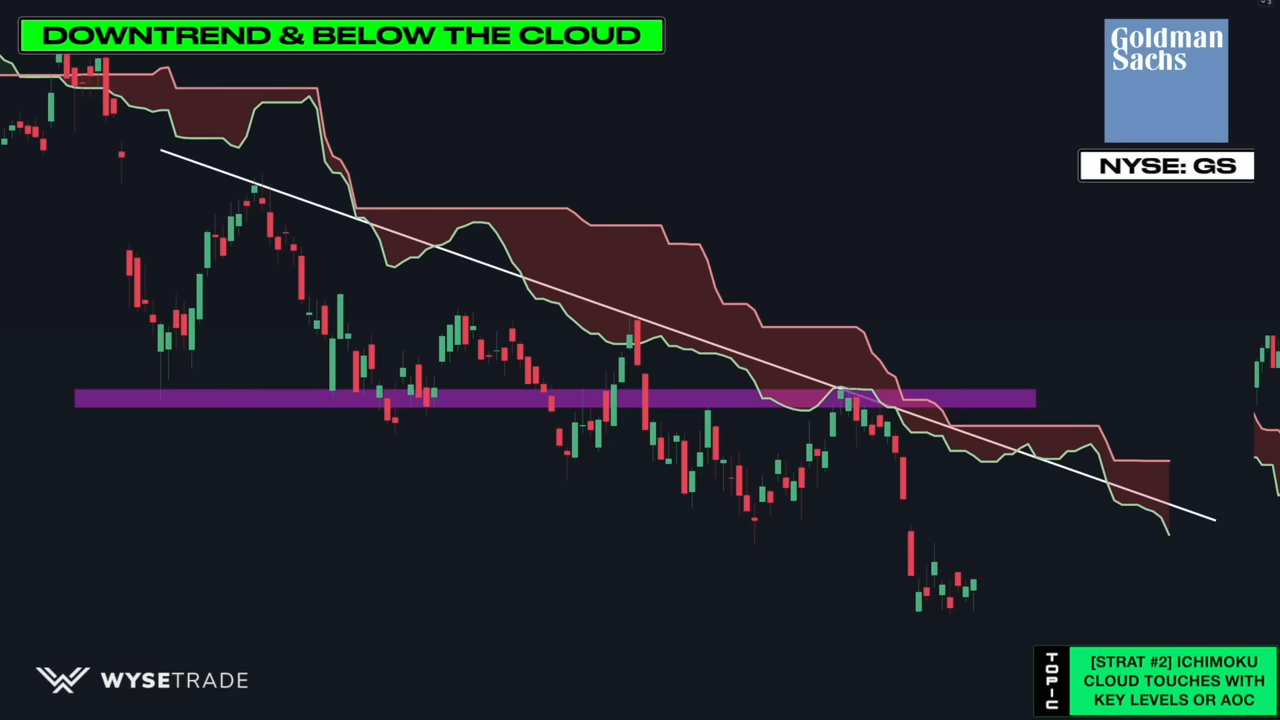 DOWNTREND & BELOW THE CLOUD
Goldman
Sachs
NYSE: GS
WYSETRADE
TOPIC
[STRAT #2] ICHIMOKU
CLOUD TOUCHES WITH
KEY LEVELS OR AOC